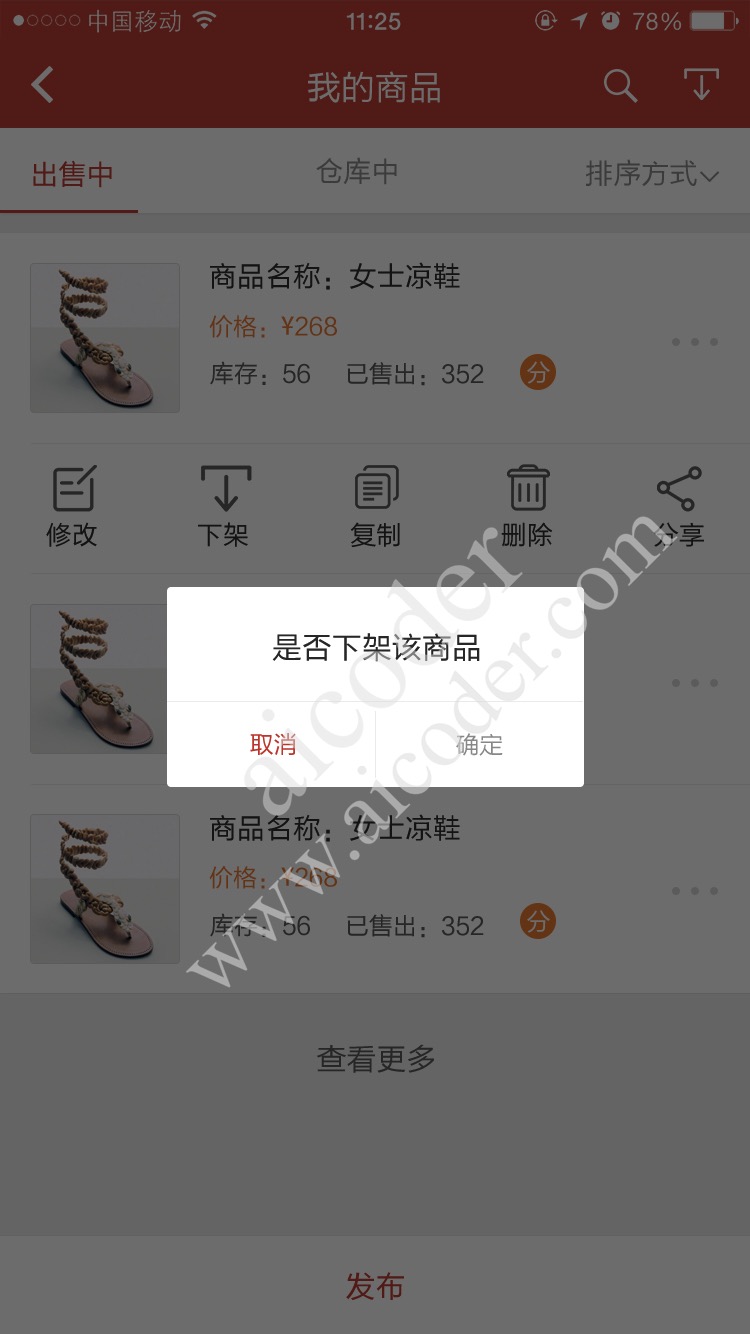 中国移动 11:25 78%
我的商品
出售中 仓库中 排序方式
商品名称：女士凉鞋
价格：¥268
库存：56 已售出：352 分
修改 下架 复制 删除 分享
是否下架该商品
取消 确定
商品名称：女士凉鞋
价格：¥268
库存：56 已售出：352 分
查看更多
发布
aicoder
www.aicoder.com